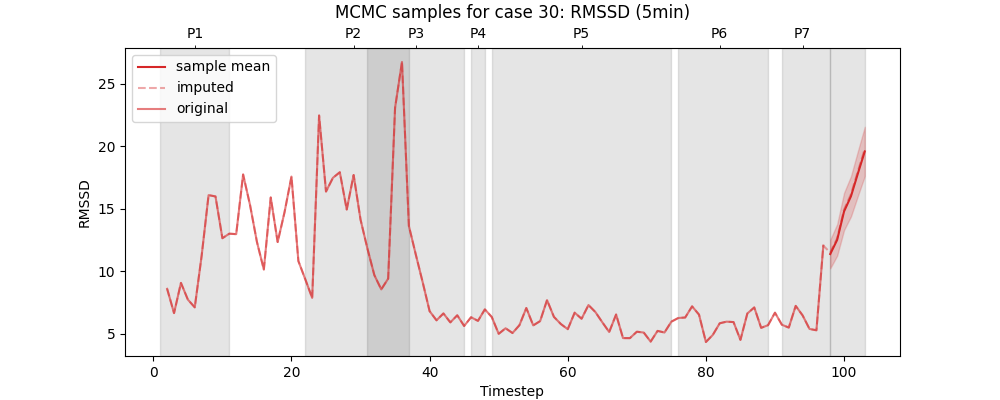 MCMC samples for case 30: RMSSD (5min)
P1 P2 P3 P4 P5 P6 P7
sample mean
imputed
original
RMSSD
25
20
15
10
5
0 20 40 60 80 100
Timestep